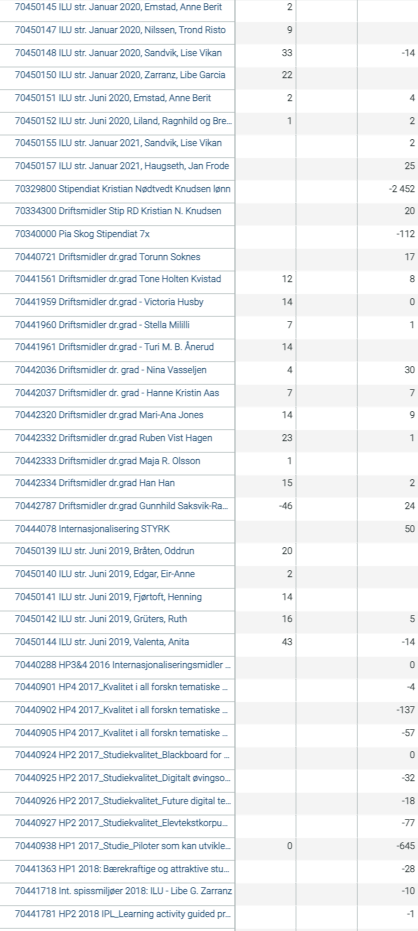 70450145 ILU str. Januar 2020, Emstad, Anne Berit 2
70450147 ILU str. Januar 2020, Nilssen, Trond Risto 9
70450148 ILU str. Januar 2020, Sandvik, Lise Vikan 33 -14
70450150 ILU str. Januar 2020, Zarranz, Libe Garcia 22
70450151 ILU str. Juni 2020, Emstad, Anne Berit 2 4
70450152 ILU str. Juni 2020, Liland, Ragnhild og Bre... 1 2
70450155 ILU str. Januar 2021, Sandvik, Lise Vikan 2
70450157 ILU str. Januar 2021, Haugseth, Jan Frode 25
70329800 Stipendiat Kristian Nødtvedt Knudsen lønn -2 452
70334300 Driftsmidler Stip RD Kristian N. Knudsen 20
70340000 Pia Skog Stipendiat 7x -112
70440721 Driftsmidler dr.grad Torunn Soknes 17
70441561 Driftsmidler dr.grad Tone Holten Kvistad 12 8
70441959 Driftsmidler dr.grad - Victoria Husby 14 0
70441960 Driftsmidler dr.grad - Stella Mililli 7 1
70441961 Driftsmidler dr.grad - Turi M. B. Ånerud 14
70442036 Driftsmidler dr. grad - Nina Vasseljen 4 30
70442037 Driftsmidler dr. grad - Hanne Kristin Aas 7 7
70442320 Driftsmidler dr.grad Mari-Ana Jones 14 9
70442332 Driftsmidler dr.grad Ruben Vist Hagen 23 1
70442333 Driftsmidler dr.grad Maja R. Olsson 1
70442334 Driftsmidler dr.grad Han Han 15 2
70442787 Driftsmidler dr.grad Gunnhild Saksvik-Ra... -46 24
70444078 Internasjonalisering STYRK 50
70450139 ILU str. Juni 2019, Bråten, Oddrun 20
70450140 ILU str. Juni 2019, Edgar, Eir-Anne 2
70450141 ILU str. Juni 2019, Fjørtoft, Henning 14
70450142 ILU str. Juni 2019, Grüters, Ruth 16 5
70450144 ILU str. Juni 2019, Valenta, Anita 43 -14
70440288 HP3&4 2016 Internasjonaliseringsmidler ... 0
70440901 HP4 2017_Kvalitet i all forskn tematiske ... -4
70440902 HP4 2017_Kvalitet i all forskn tematiske ... -137
70440905 HP4 2017_Kvalitet i all forskn tematiske ... -57
70440924 HP2 2017_Studiekvalitet_Blackboard for ... 0
70440925 HP2 2017_Studiekvalitet_Digitalt øvingso... -32
70440926 HP2 2017_Studiekvalitet_Future digital te... -18
70440927 HP2 2017_Studiekvalitet_Elevtekstkorpu... -77
70440938 HP1 2017_Studie_Piloter som kan utvikle... 0 -645
70441363 HP1 2018: Bærekraftige og attraktive stu... -28
70441718 Int. spissmiljøer 2018: ILU - Libe G. Zarranz -10
70441781 HP2 2018 IPL_Learning activity guided pr... -1